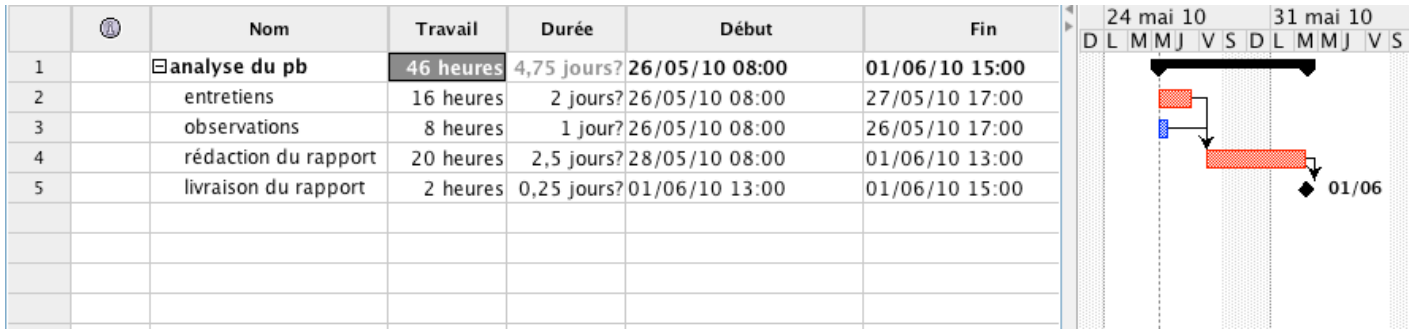 Nom Travail Durée Début Fin
24 mai 10 31 mai 10
D L M M J V S D L M M J V S
1 analyse du pb 46 heures 4,75 jours? 26/05/10 08:00 01/06/10 15:00
2 entretiens 16 heures 2 jours? 26/05/10 08:00 27/05/10 17:00
3 observations 8 heures 1 jour? 26/05/10 08:00 26/05/10 17:00
4 rédaction du rapport 20 heures 2,5 jours? 28/05/10 08:00 01/06/10 13:00
5 livraison du rapport 2 heures 0,25 jours? 01/06/10 13:00 01/06/10 15:00 01/06